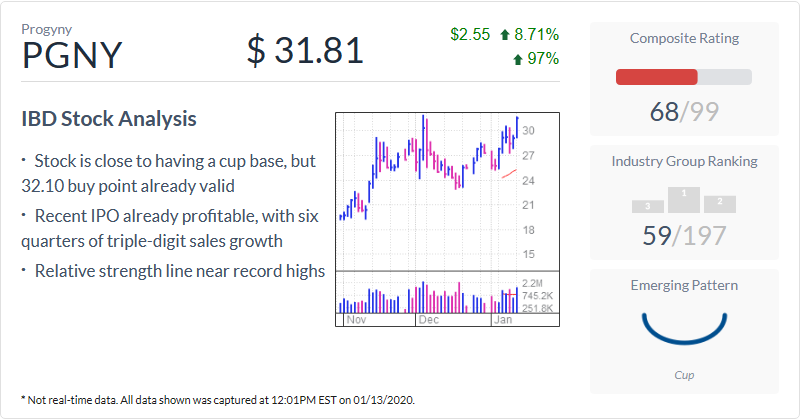 Progyny
PGNY
$ 31.81
$2.55 8.71%
97%
IBD Stock Analysis
· Stock is close to having a cup base, but
32.10 buy point already valid
· Recent IPO already profitable, with six
quarters of triple-digit sales growth
· Relative strength line near record highs
30
27
24
21
18
15
2.2M
745.2K
251.8K
Nov Dec Jan
Composite Rating
68/99
Industry Group Ranking
3 1 2
59/197
Emerging Pattern
Cup
* Not real-time data. All data shown was captured at 12:01PM EST on 01/13/2020.